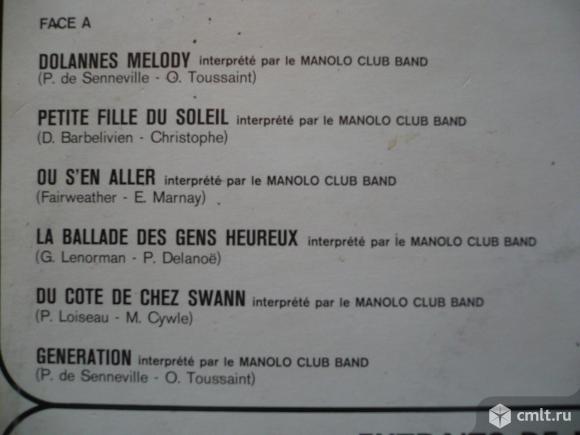 FACE A
DOLANNES MELODY interprété par le MANOLO CLUB BAND
(P. de Senneville - O. Toussaint)
PETITE FILLE DU SOLEIL interprété par le MANOLO CLUB BAND
(D. Barbelivien - Christophe)
OU S'EN ALLER interprété par le MANOLO CLUB BAND
(Fairweather - E. Marnay)
LA BALLADE DES GENS HEUREUX interprété par le MANOLO CLUB BAND
(G. Lenorman - P. Delanoë)
DU COTE DE CHEZ SWANN interprété par le MANOLO CLUB BAND
(P. Loiseau - M. Cywle)
GENERATION interprété par le MANOLO CLUB BAND
(P. de Senneville - O. Toussaint)
cmlt.ru